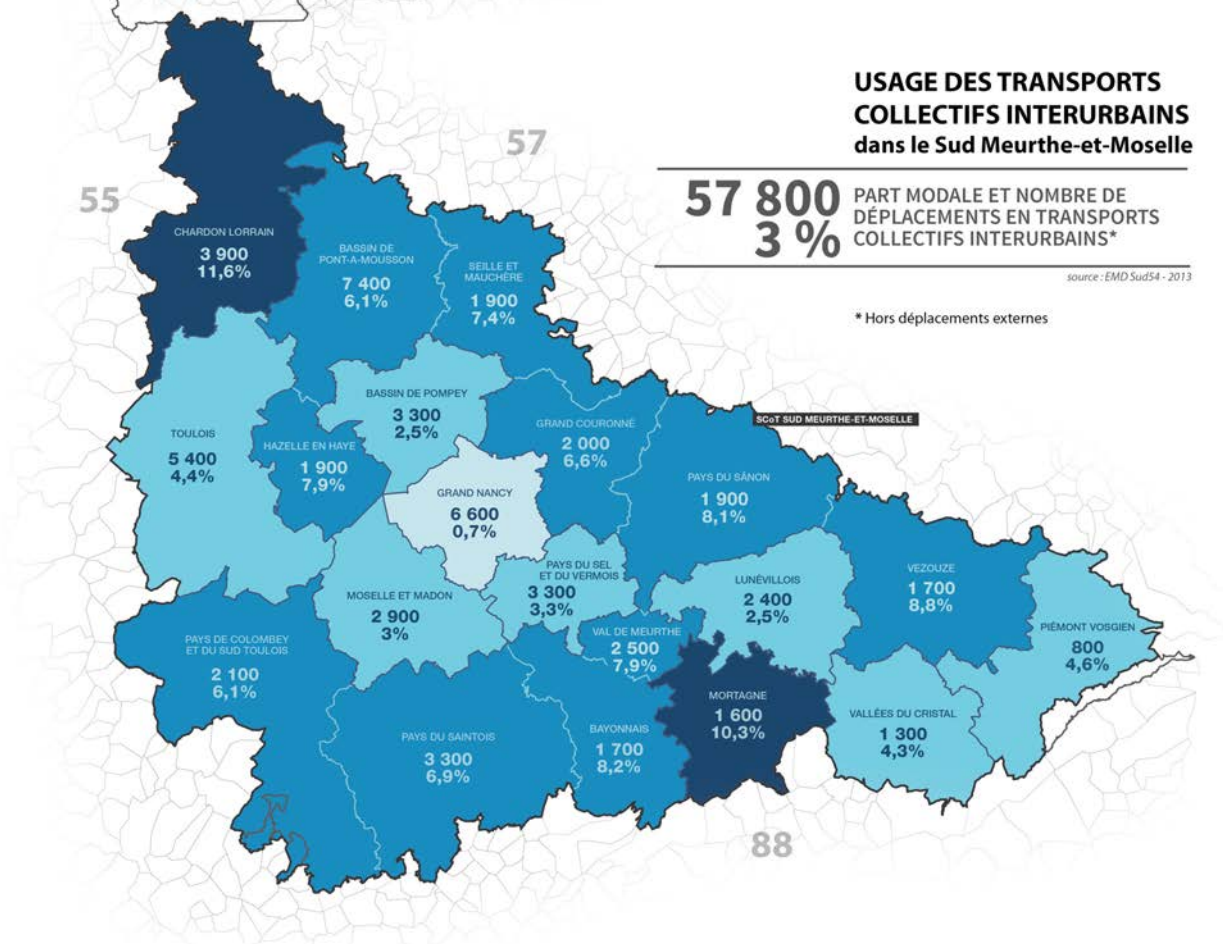 USAGE DES TRANSPORTS
COLLECTIFS INTERURBAINS
dans le Sud Meurthe-et-Moselle
57 800
3 %
PART MODALE ET NOMBRE DE
DÉPLACEMENTS EN TRANSPORTS
COLLECTIFS INTERURBAINS*
source : EMD Sud54 - 2013
* Hors déplacements externes
57
55
CHARDON LORRAIN
3 900
11,6%
BASSIN DE
PONT-A-MOUSSON
7 400
6,1%
SEILLE ET
MAUCHÈRE
1 900
7,4%
BASSIN DE POMPEY
3 300
2,5%
SCoT SUD MEURTHE-ET-MOSELLE
GRAND COURONNÉ
2 000
6,6%
TOULOIS
5 400
4,4%
HAZELLE EN HAYE
1 900
7,9%
PAYS DU SÂNON
1 900
8,1%
GRAND NANCY
6 600
0,7%
PAYS DU SEL
ET DU VERMOIS
3 300
3,3%
VEZOUZE
1 700
8,8%
LUNÉVILLOIS
2 400
2,5%
MOSELLE ET MADON
2 900
3%
PIÉMONT VOSGIEN
800
4,6%
VAL DE MEURTHE
2 500
7,9%
PAYS DE COLOMBEY
ET DU SUD TOULOIS
2 100
6,1%
MORTAGNE
1 600
10,3%
VALLÉES DU CRISTAL
1 300
4,3%
BAYONNAIS
1 700
8,2%
PAYS DU SAINTOIS
3 300
6,9%
88